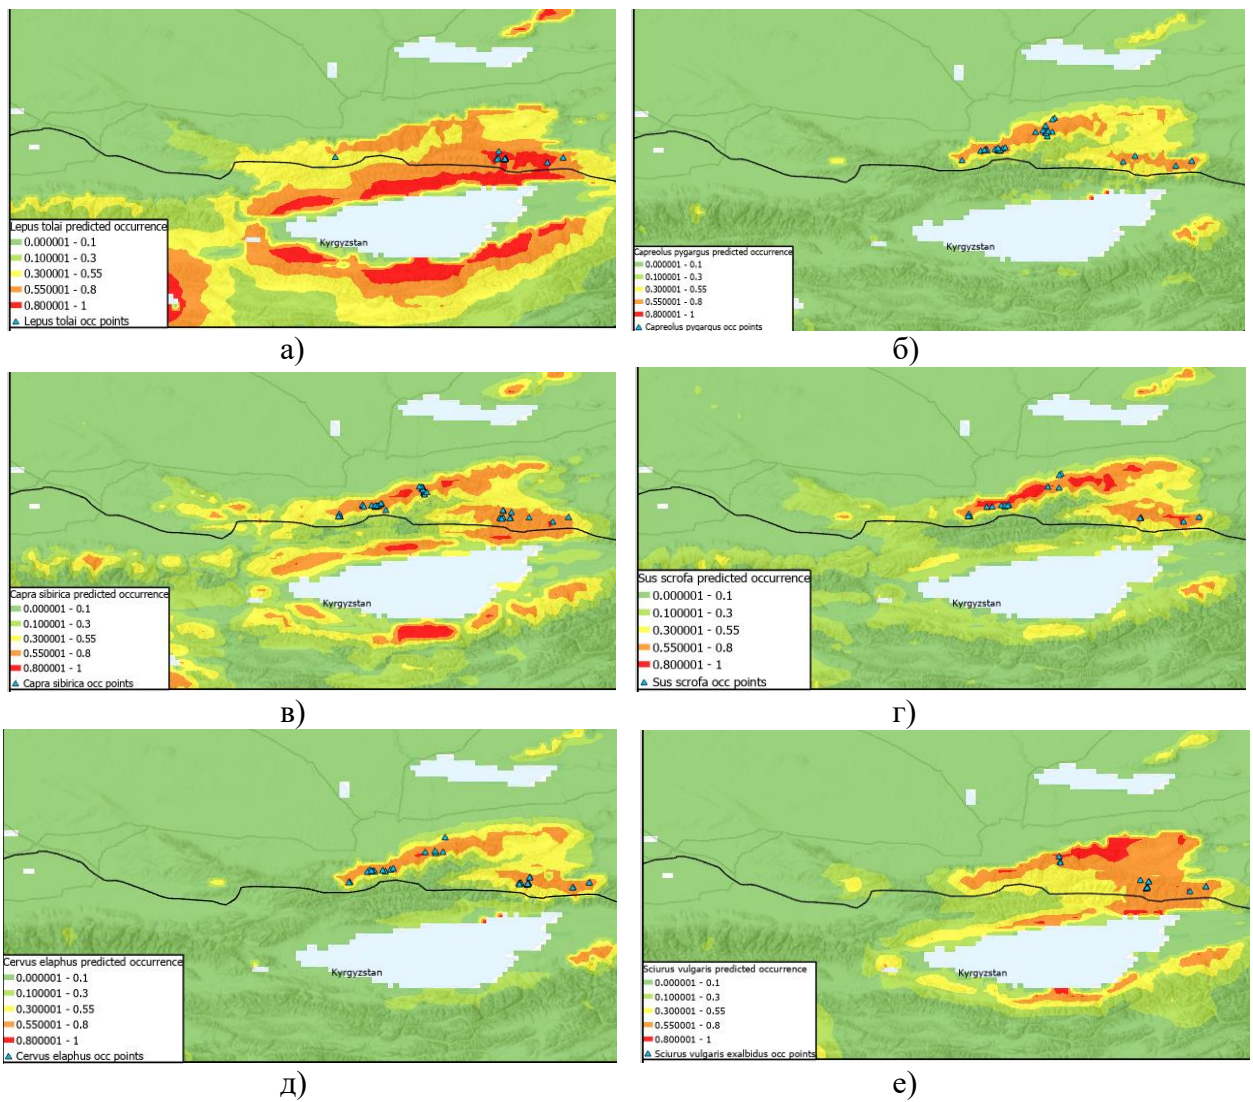 Kyrgyzstan
Lepus tolai predicted occurrence
0.000001 - 0.1
0.100001 - 0.3
0.300001 - 0.55
0.550001 - 0.8
0.800001 - 1
Lepus tolai occ points
а)
Kyrgyzstan
Capreolus pygargus predicted occurrence
0.000001 - 0.1
0.100001 - 0.3
0.300001 - 0.55
0.550001 - 0.8
0.800001 - 1
Capreolus pygargus occ points
б)
Kyrgyzstan
Capra sibirica predicted occurrence
0.000001 - 0.1
0.100001 - 0.3
0.300001 - 0.55
0.550001 - 0.8
0.800001 - 1
Capra sibirica occ points
в)
Kyrgyzstan
Sus scrofa predicted occurrence
0.000001 - 0.1
0.100001 - 0.3
0.300001 - 0.55
0.550001 - 0.8
0.800001 - 1
Sus scrofa occ points
г)
Kyrgyzstan
Cervus elaphus predicted occurrence
0.000001 - 0.1
0.100001 - 0.3
0.300001 - 0.55
0.550001 - 0.8
0.800001 - 1
Cervus elaphus occ points
д)
Kyrgyzstan
Sciurus vulgaris predicted occurrence
0.000001 - 0.1
0.100001 - 0.3
0.300001 - 0.55
0.550001 - 0.8
0.800001 - 1
Sciurus vulgaris exalbidus occ points
е)